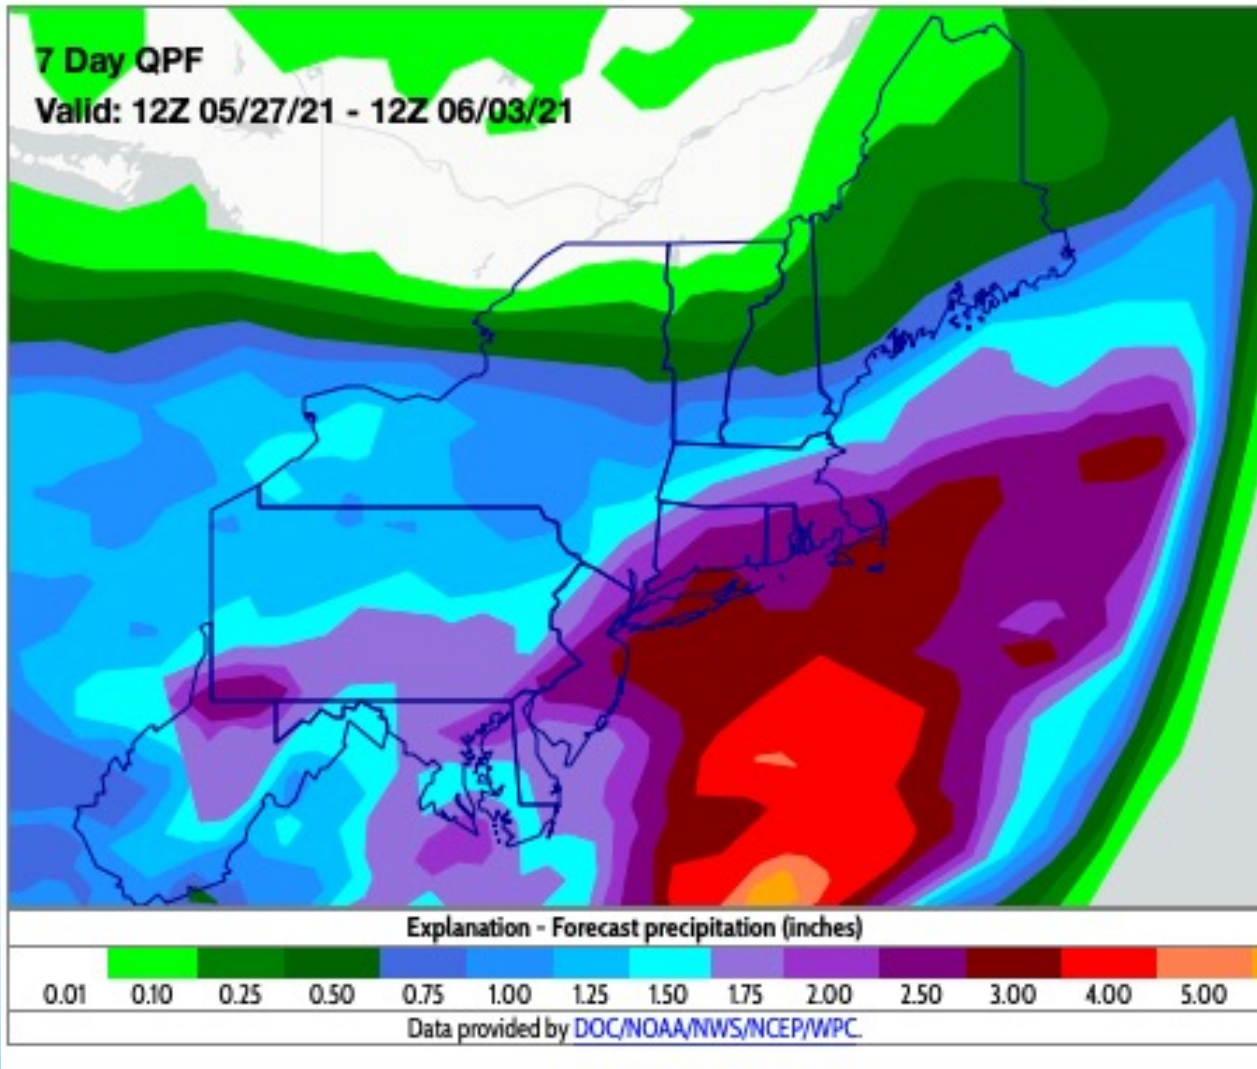 7 Day QPF
Valid: 12Z 05/27/21 - 12Z 06/03/21
Explanation - Forecast precipitation (inches)
0.01 0.10 0.25 0.50 0.75 1.00 1.25 1.50 1.75 2.00 2.50 3.00 4.00 5.00
Data provided by DOC/NOAA/NWS/NCEP/WPC.